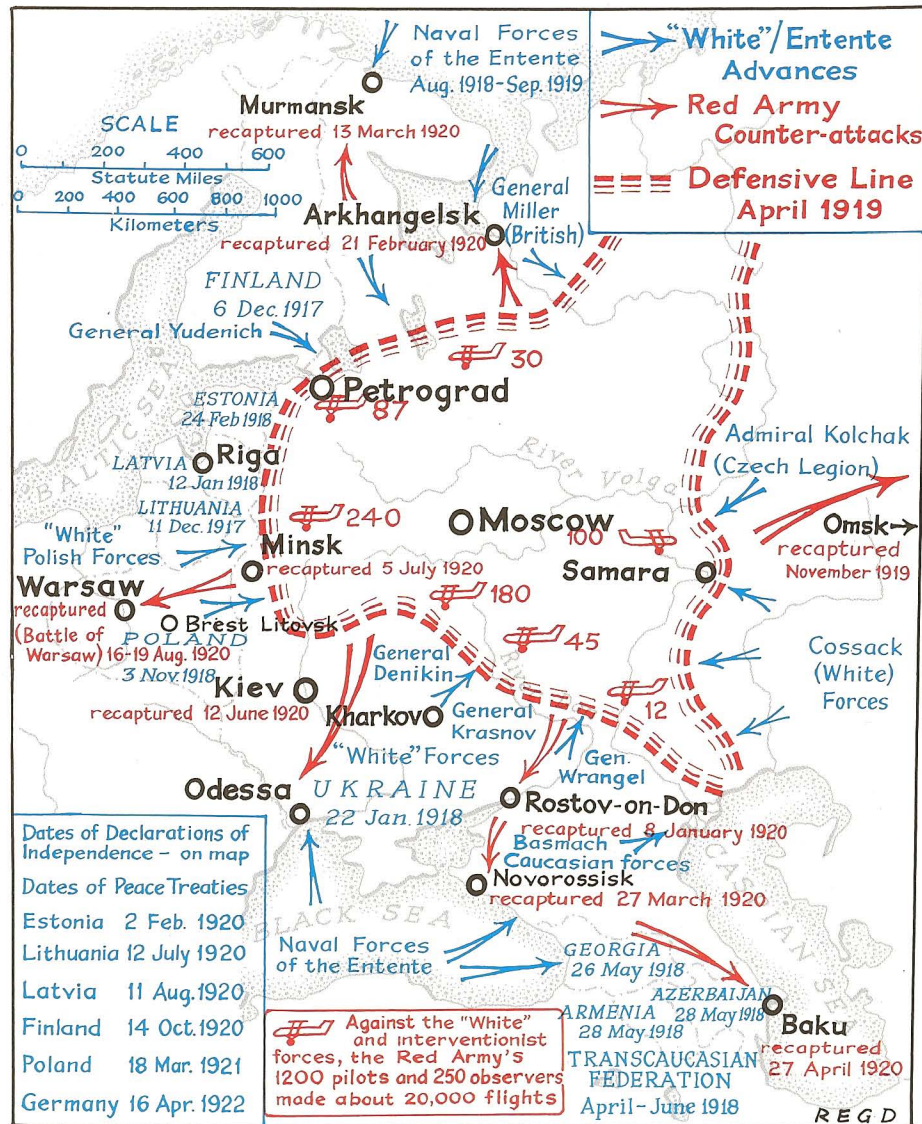 Naval Forces
of the Entente
Aug. 1918-Sep. 1919
"White"/Entente
Advances
Red Army
Counter-attacks
Defensive Line
April 1919
Murmansk
recaptured 13 March 1920
SCALE
0 200 400 600
Statute Miles
0 200 400 600 800 1000
Kilometers
Arkhangelsk
recaptured 21 February 1920
General
Miller
(British)
FINLAND
6 Dec. 1917
General Yudenich
30
Petrograd
87
BALTIC SEA
ESTONIA
24 Feb 1918
Riga
LATVIA
12 Jan 1918
LITHUANIA
11 Dec. 1917
River Volga
Admiral Kolchak
(Czech Legion)
240
Moscow
100
Omsk
recaptured
November 1919
"White"
Polish Forces
Minsk
recaptured 5 July 1920
Samara
Warsaw
recaptured
(Battle of
Warsaw) 16-19 Aug. 1920
Brest Litovsk
POLAND
3 Nov. 1918
180
45
12
River Don
Cossack
(White)
Forces
General
Denikin
Kiev
recaptured 12 June 1920
Kharkov
General
Krasnov
"White" Forces
Gen.
Wrangel
Odessa
UKRAINE
22 Jan. 1918
Rostov-on-Don
recaptured 8 January 1920
Basmach
Caucasian forces
Novorossisk
recaptured 27 March 1920
CASPIAN SEA
BLACK SEA
Naval Forces
of the Entente
GEORGIA
26 May 1918
AZERBAIJAN
28 May 1918
ARMENIA
28 May 1918
Baku
recaptured
27 April 1920
TRANSCAUCASIAN
FEDERATION
April-June 1918
Dates of Declarations of
Independence - on map
Dates of Peace Treaties
Estonia 2 Feb. 1920
Lithuania 12 July 1920
Latvia 11 Aug. 1920
Finland 14 Oct. 1920
Poland 18 Mar. 1921
Germany 16 Apr. 1922
Against the "White"
and interventionist
forces, the Red Army's
1200 pilots and 250 observers
made about 20,000 flights
REGD